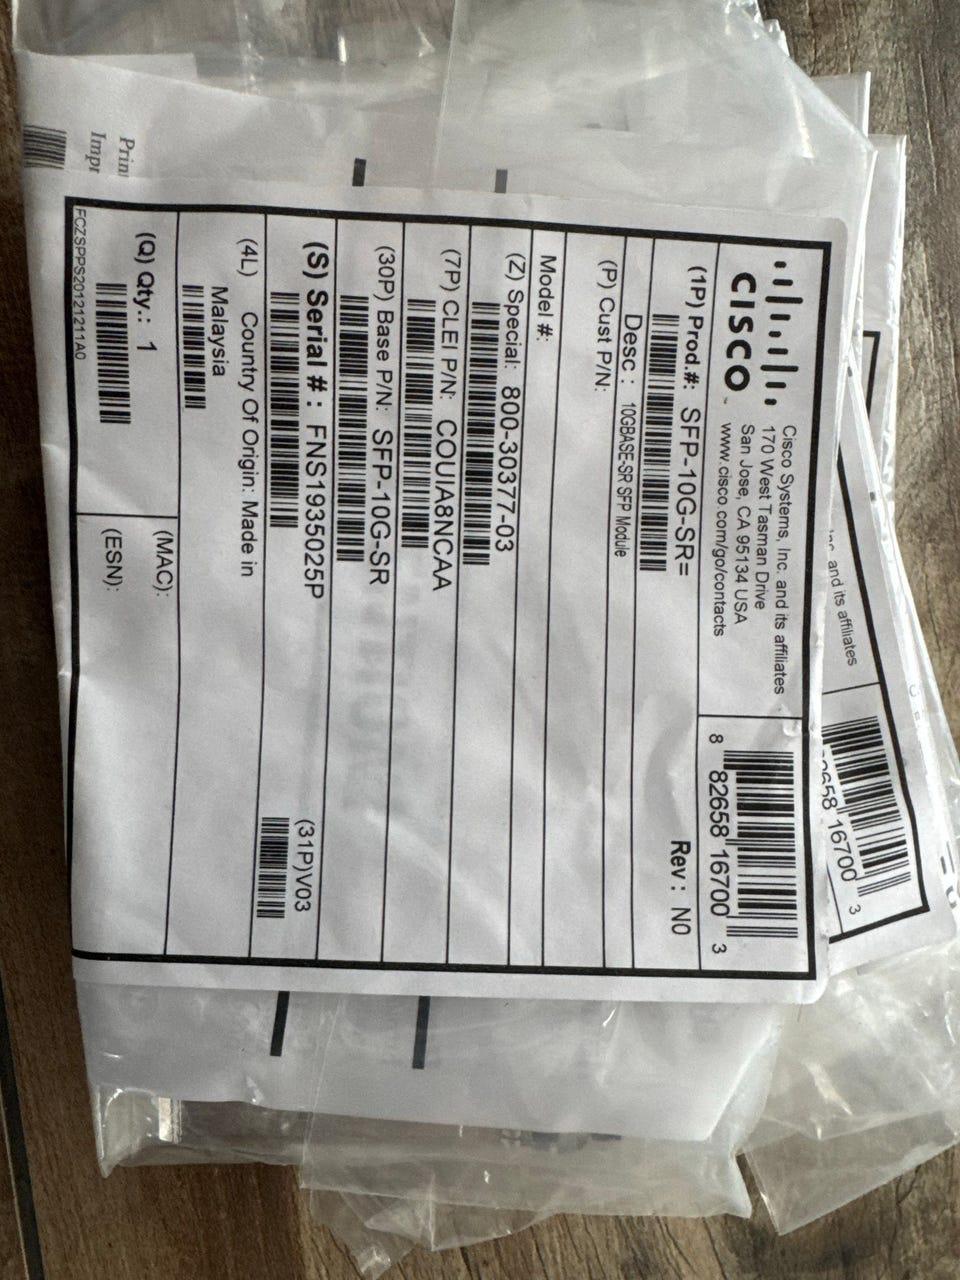 CISCO
Cisco Systems, Inc. and its affiliates
170 West Tasman Drive
San Jose, CA 95134 USA
www.cisco.com/go/contacts
8 82658 16700 3
(1P) Prod.#: SFP-10G-SR=
Rev : N0
Desc : 10GBASE-SR SFP Module
(P) Cust P/N:
Model #:
(Z) Special: 800-30377-03
(7P) CLEI P/N: COUIA8NCAA
(30P) Base P/N: SFP-10G-SR
(S) Serial # : FNS1935025P
(31P)V03
(4L) Country Of Origin: Made in
Malaysia
(Q) Qty.: 1
(MAC):
(ESN):
FCZSPPS20121211A0
Inc. and its affiliates
16700 3